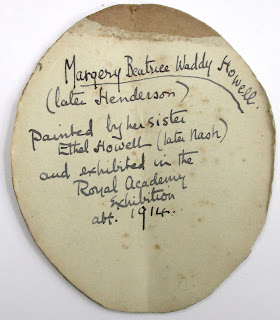 Margery Beatrice Waddy Howell.
(later Henderson)
painted by her sister
Ethel Howell (later Nash)
and exhibited in the
Royal Academy
Exhibition
abt. 1914.